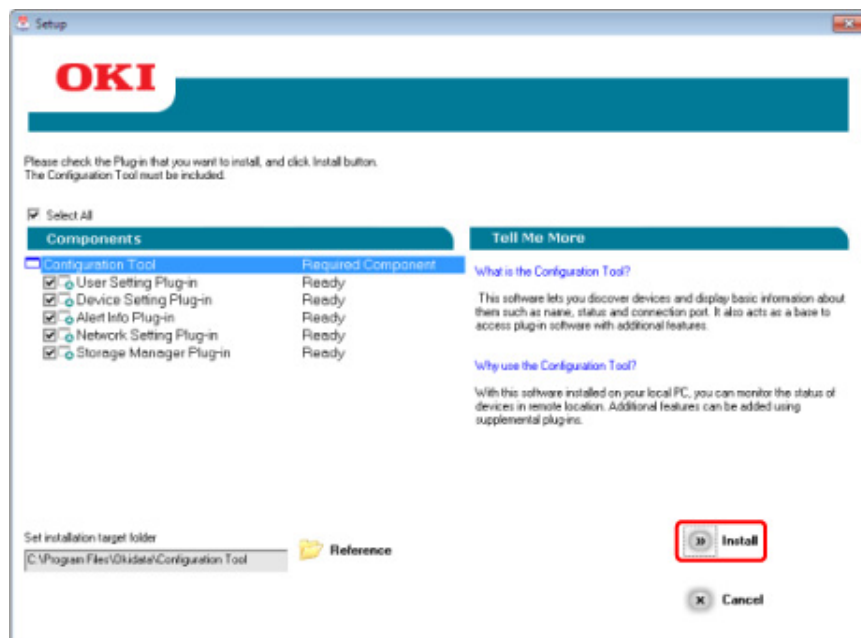 Setup
OKI
Please check the Plug-in that you want to install, and click Install button.
The Configuration Tool must be included.
Select All
Components
Configuration Tool Required Component
User Setting Plug-in Ready
Device Setting Plug-in Ready
Alert Info Plug-in Ready
Network Setting Plug-in Ready
Storage Manager Plug-in Ready
Tell Me More
What is the Configuration Tool?
This software lets you discover devices and display basic information about
them such as name, status and connection port. It also acts as a base to
access plug-in software with additional features.
Why use the Configuration Tool?
With this software installed on your local PC, you can monitor the status of
devices in remote location. Additional features can be added using
supplemental plug-ins.
Set installation target folder
C:\Program Files\Okidata\Configuration Tool
Reference
Install
Cancel